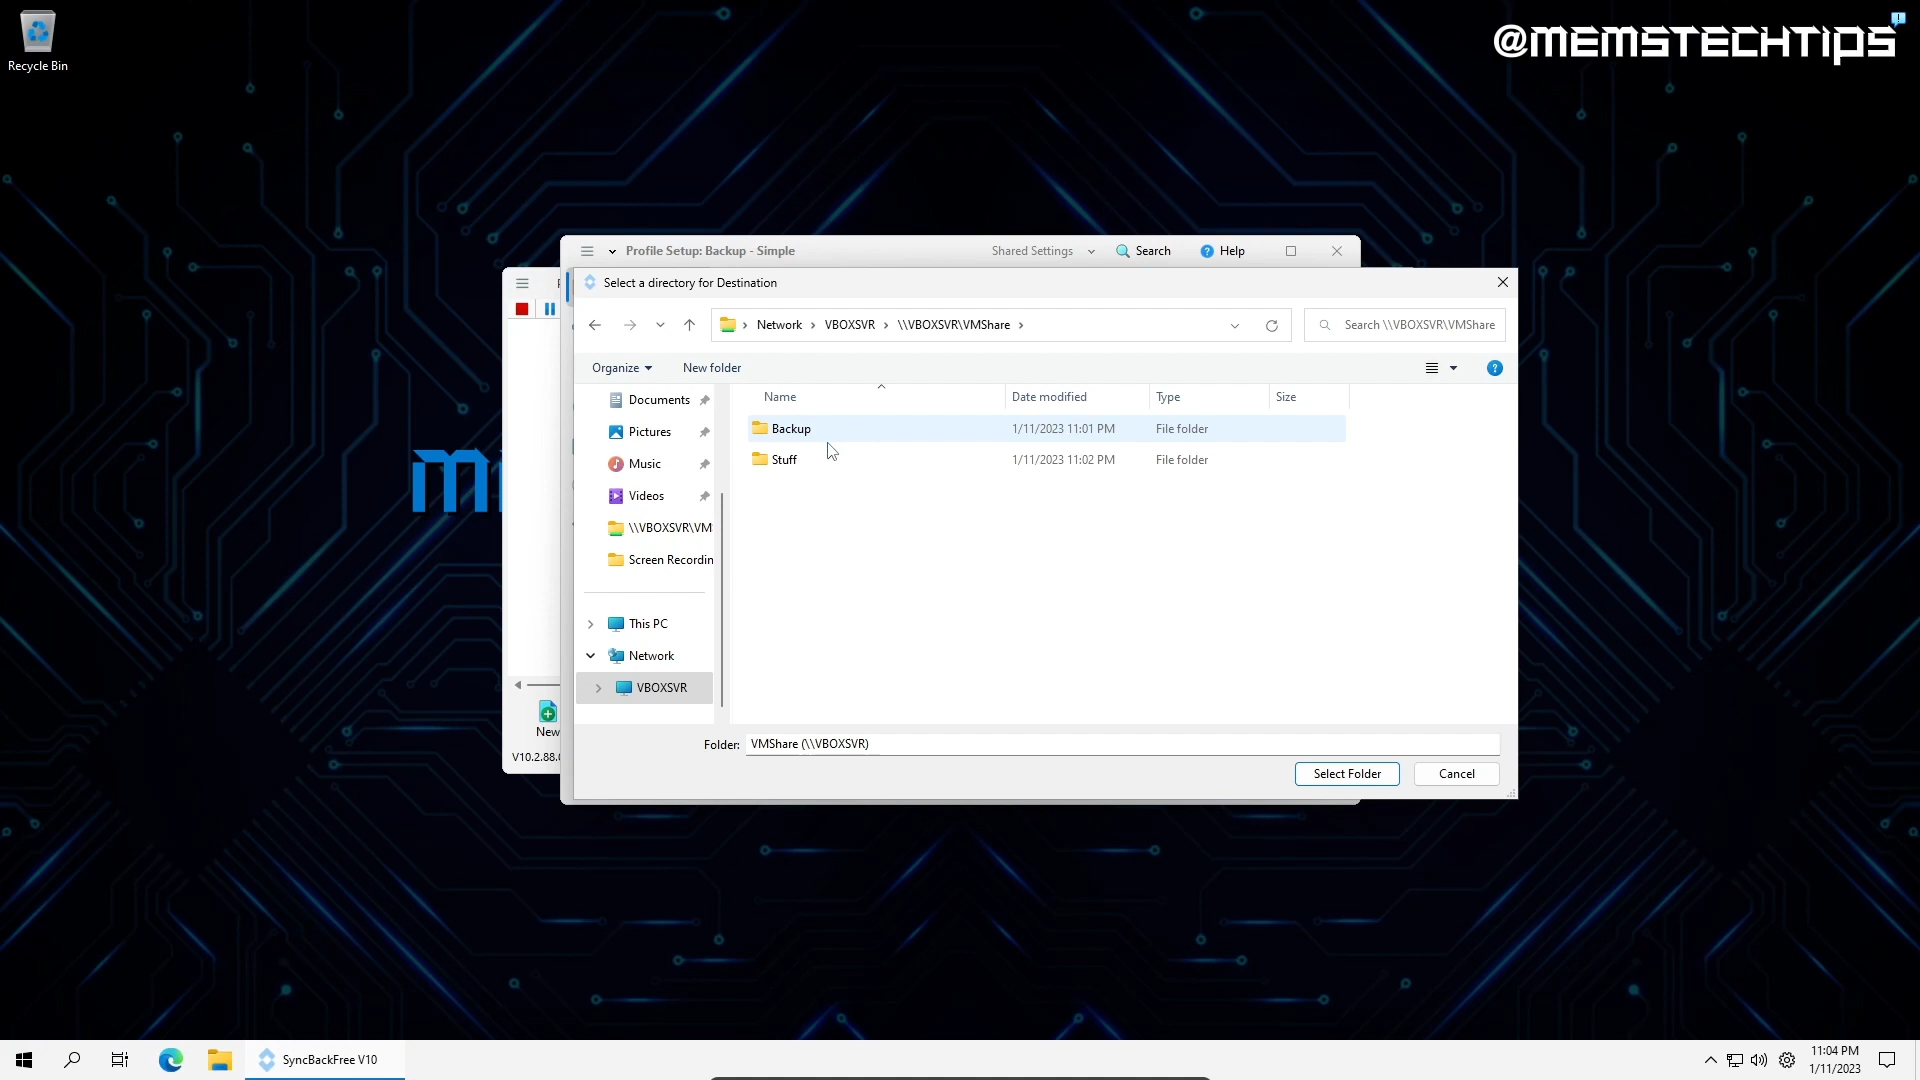 @MEMSTECHTIPS
Recycle Bin
Profile Setup: Backup - Simple
Shared Settings
Search
Help
Select a directory for Destination
Network
VBOXSVR
\\VBOXSVR\VMShare
Search \\VBOXSVR\VMShare
Organize
New folder
Name
Date modified
Type
Size
Documents
Pictures
Music
Videos
\\VBOXSVR\VM
Screen Recordin
This PC
Network
VBOXSVR
Backup
1/11/2023 11:01 PM
File folder
Stuff
1/11/2023 11:02 PM
File folder
New
V10.2.88.
Folder:
VMShare (\\VBOXSVR)
Select Folder
Cancel
SyncBackFree V10
11:04 PM
1/11/2023